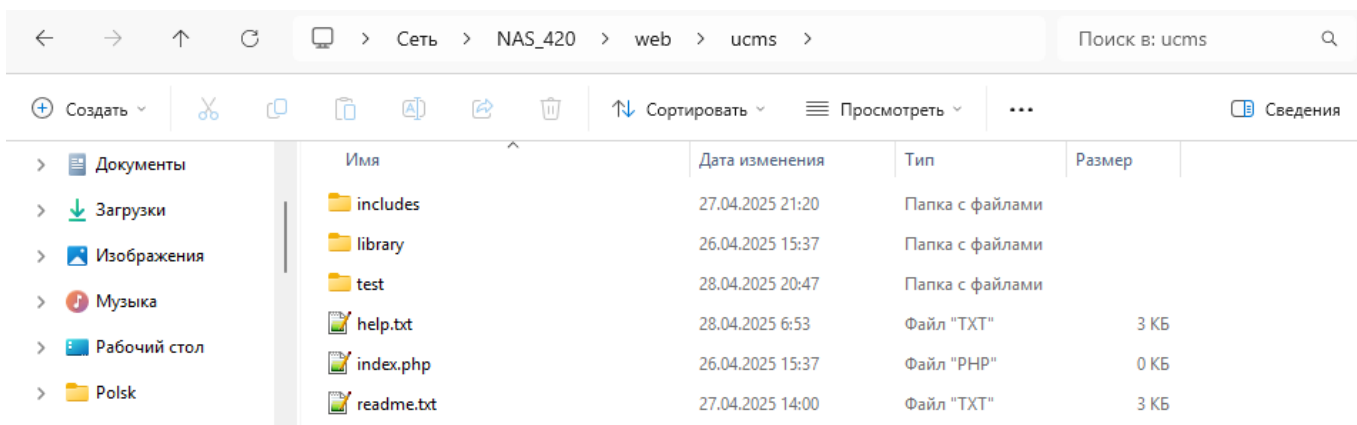 Сеть > NAS_420 > web > ucms >
Поиск в: ucms
Создать
Сортировать
Просмотреть
Сведения
Документы
Загрузки
Изображения
Музыка
Рабочий стол
Polsk
Имя Дата изменения Тип Размер
includes 27.04.2025 21:20 Папка с файлами
library 26.04.2025 15:37 Папка с файлами
test 28.04.2025 20:47 Папка с файлами
help.txt 28.04.2025 6:53 Файл "TXT" 3 КБ
index.php 26.04.2025 15:37 Файл "PHP" 0 КБ
readme.txt 27.04.2025 14:00 Файл "TXT" 3 КБ